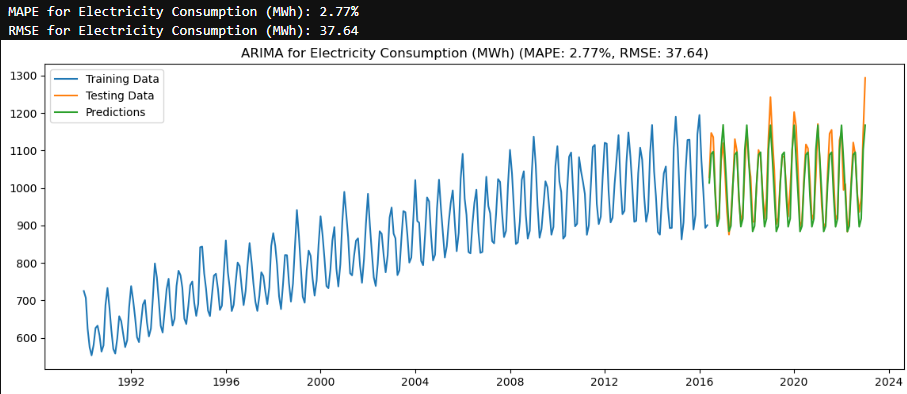 MAPE for Electricity Consumption (MWh): 2.77%
RMSE for Electricity Consumption (MWh): 37.64
ARIMA for Electricity Consumption (MWh) (MAPE: 2.77%, RMSE: 37.64)
Training Data
Testing Data
Predictions
1300
1200
1100
1000
900
800
700
600
1992 1996 2000 2004 2008 2012 2016 2020 2024